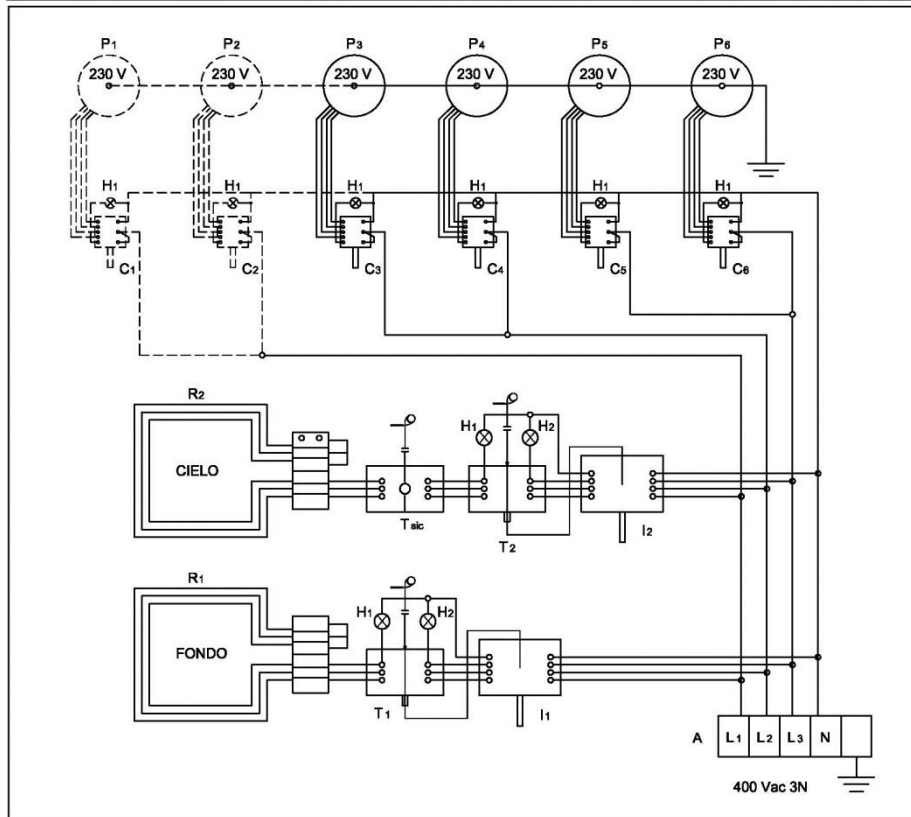 P1 P2 P3 P4 P5 P6
230 V 230 V 230 V 230 V 230 V 230 V
H1 H1 H1 H1 H1 H1
C1 C2 C3 C4 C5 C6
R2
H1 H2
CIELO
Tsic
T2
I2
R1
H1 H2
FONDO
T1
I1
A L1 L2 L3 N
400 Vac 3N